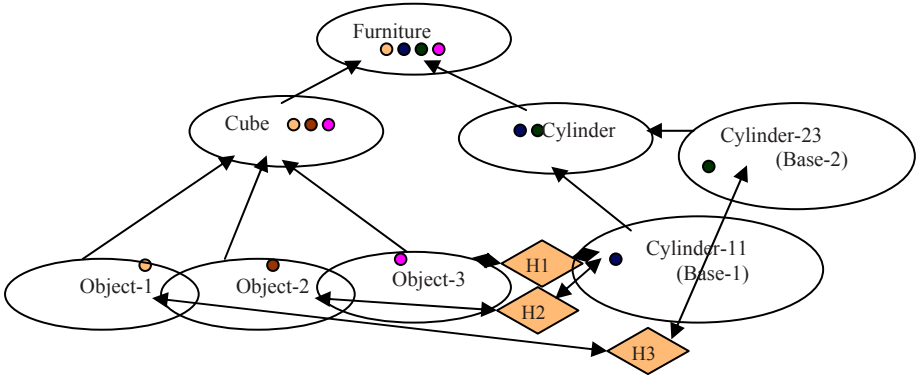 Furniture
Cube
Cylinder
Cylinder-23
(Base-2)
Object-1
Object-2
Object-3
H1
Cylinder-11
(Base-1)
H2
H3